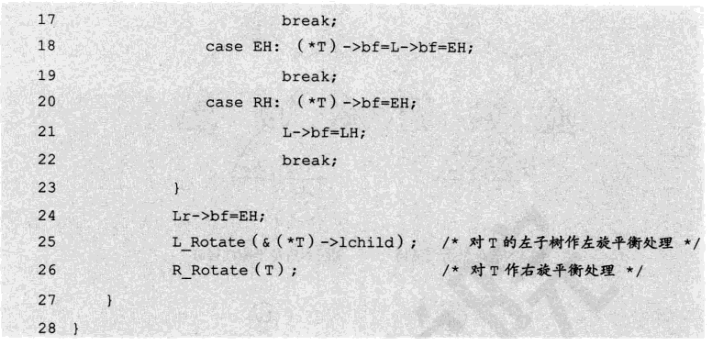 17 break;
18 case EH: (*T)->bf=L->bf=EH;
19 break;
20 case RH: (*T)->bf=EH;
21 L->bf=LH;
22 break;
23 }
24 Lr->bf=EH;
25 L_Rotate(&(*T)->lchild); /* 对T的左子树作左旋平衡处理 */
26 R_Rotate(T); /* 对T作右旋平衡处理 */
27 }
28 }